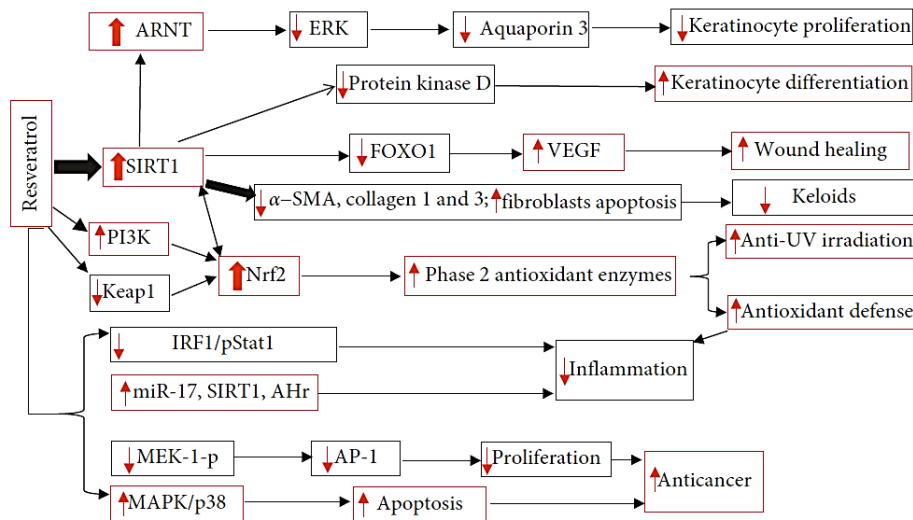 ARNT
ERK
Aquaporin 3
Keratinocyte proliferation
Protein kinase D
Keratinocyte differentiation
Resveratrol
SIRT1
FOXO1
VEGF
Wound healing
α–SMA, collagen 1 and 3; fibroblasts apoptosis
Keloids
PI3K
Nrf2
Phase 2 antioxidant enzymes
Anti-UV irradiation
Keap1
Antioxidant defense
IRF1/pStat1
Inflammation
miR-17, SIRT1, AHr
MEK-1-p
AP-1
Proliferation
Anticancer
MAPK/p38
Apoptosis